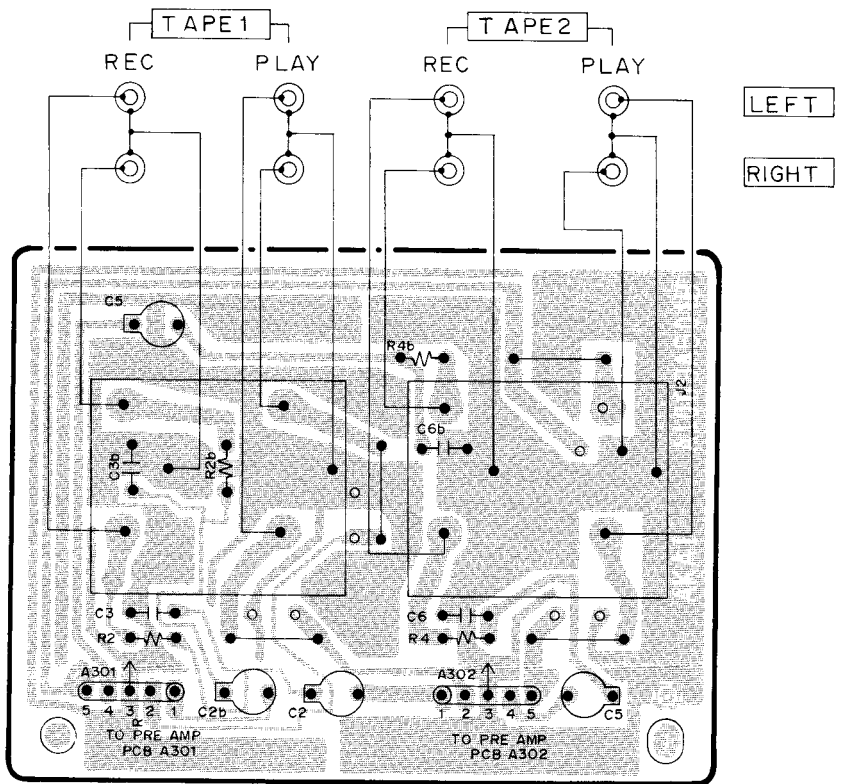 TAPE1 TAPE2
REC PLAY REC PLAY
LEFT
RIGHT
C5
R4b
J2
C6b
C3b
R2b
C3
C6
R2
R4
A301
A302
5 4 3 2 1
1 2 3 4 5
R
C2b
C2
C5
TO PRE AMP
PCB A301
TO PRE AMP
PCB A302